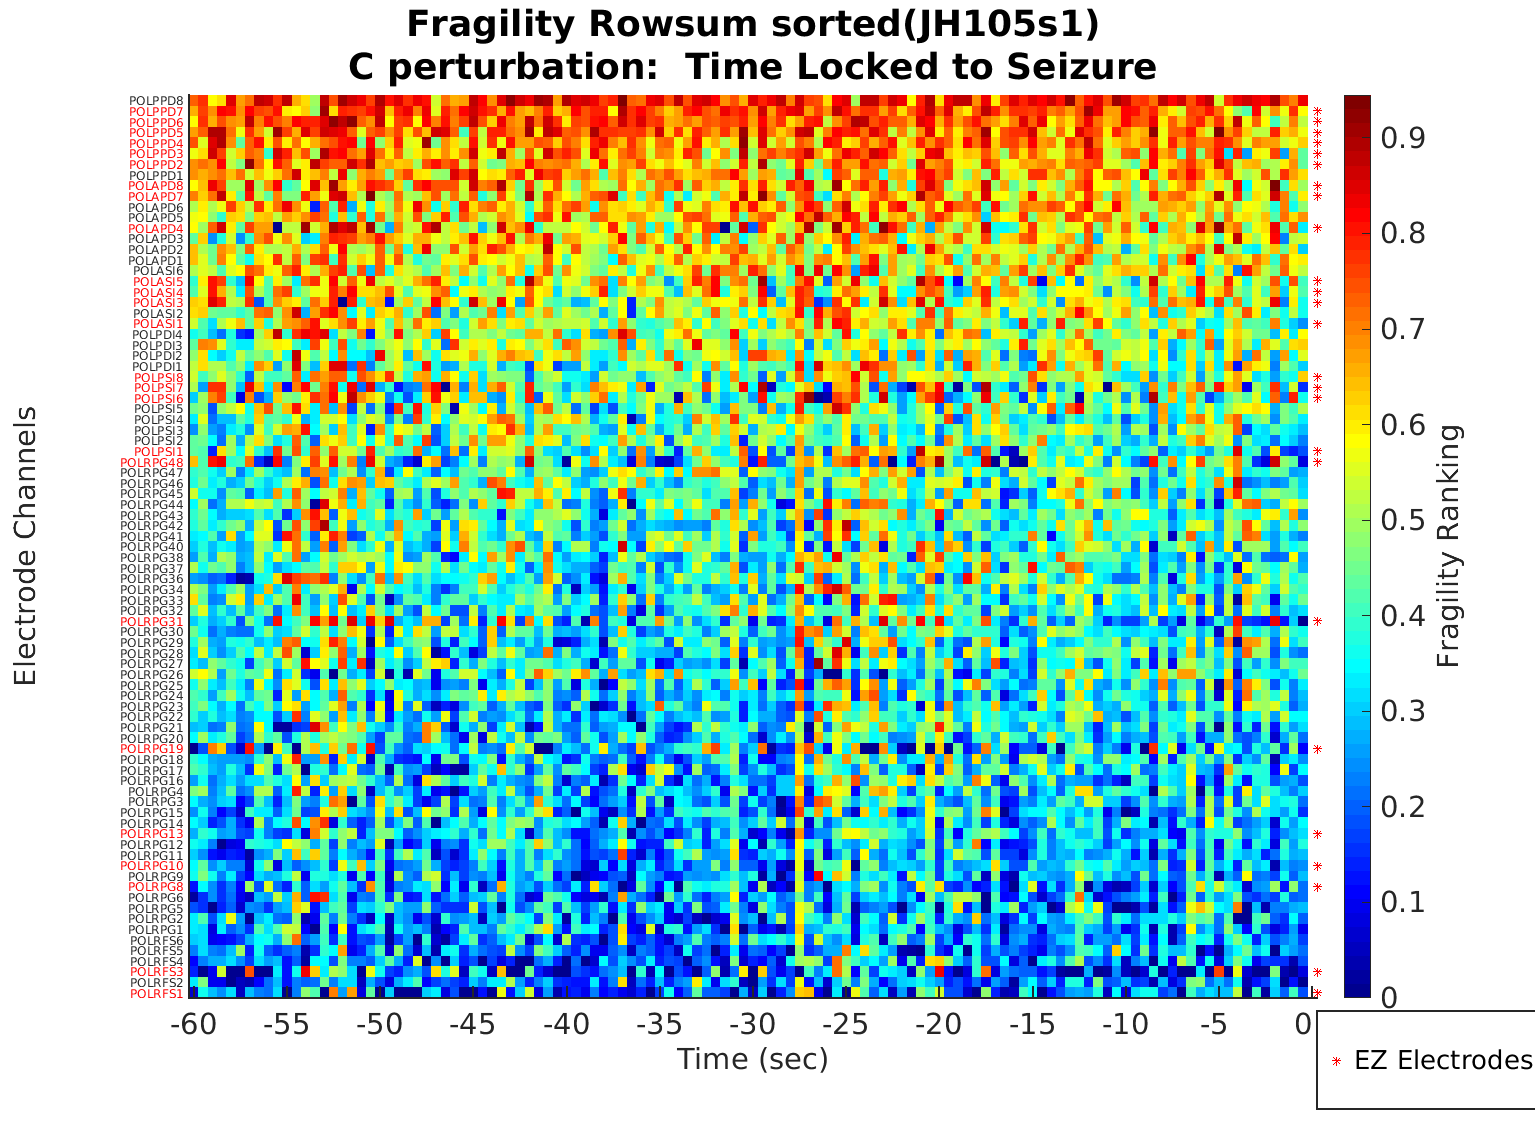 Fragility Rowsum sorted(JH105s1)
C perturbation:  Time Locked to Seizure
Electrode Channels
POLPPD8
POLPPD7
POLPPD6
POLPPD5
POLPPD4
POLPPD3
POLPPD2
POLPPD1
POLAPD8
POLAPD7
POLAPD6
POLAPD5
POLAPD4
POLAPD3
POLAPD2
POLAPD1
POLASI6
POLASI5
POLASI4
POLASI3
POLASI2
POLASI1
POLPDI4
POLPDI3
POLPDI2
POLPDI1
POLPSI8
POLPSI7
POLPSI6
POLPSI5
POLPSI4
POLPSI3
POLPSI2
POLPSI1
POLRPG48
POLRPG47
POLRPG46
POLRPG45
POLRPG44
POLRPG43
POLRPG42
POLRPG41
POLRPG40
POLRPG38
POLRPG37
POLRPG36
POLRPG34
POLRPG33
POLRPG32
POLRPG31
POLRPG30
POLRPG29
POLRPG28
POLRPG27
POLRPG26
POLRPG25
POLRPG24
POLRPG23
POLRPG22
POLRPG21
POLRPG20
POLRPG19
POLRPG18
POLRPG17
POLRPG16
POLRPG4
POLRPG3
POLRPG15
POLRPG14
POLRPG13
POLRPG12
POLRPG11
POLRPG10
POLRPG9
POLRPG8
POLRPG6
POLRPG5
POLRPG2
POLRPG1
POLRFS6
POLRFS5
POLRFS4
POLRFS3
POLRFS2
POLRFS1
-60 -55 -50 -45 -40 -35 -30 -25 -20 -15 -10 -5 0
Time (sec)
0.9
0.8
0.7
0.6
0.5
0.4
0.3
0.2
0.1
0
Fragility Ranking
EZ Electrodes